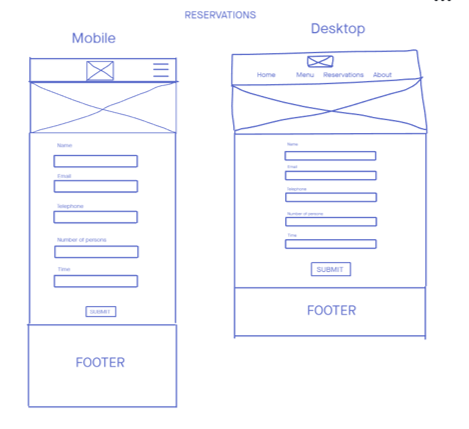 RESERVATIONS
Mobile
Name
Email
Telephone
Number of persons
Time
SUBMIT
FOOTER
Desktop
Home Menu Reservations About
Name
Email
Telephone
Number of persons
Time
SUBMIT
FOOTER